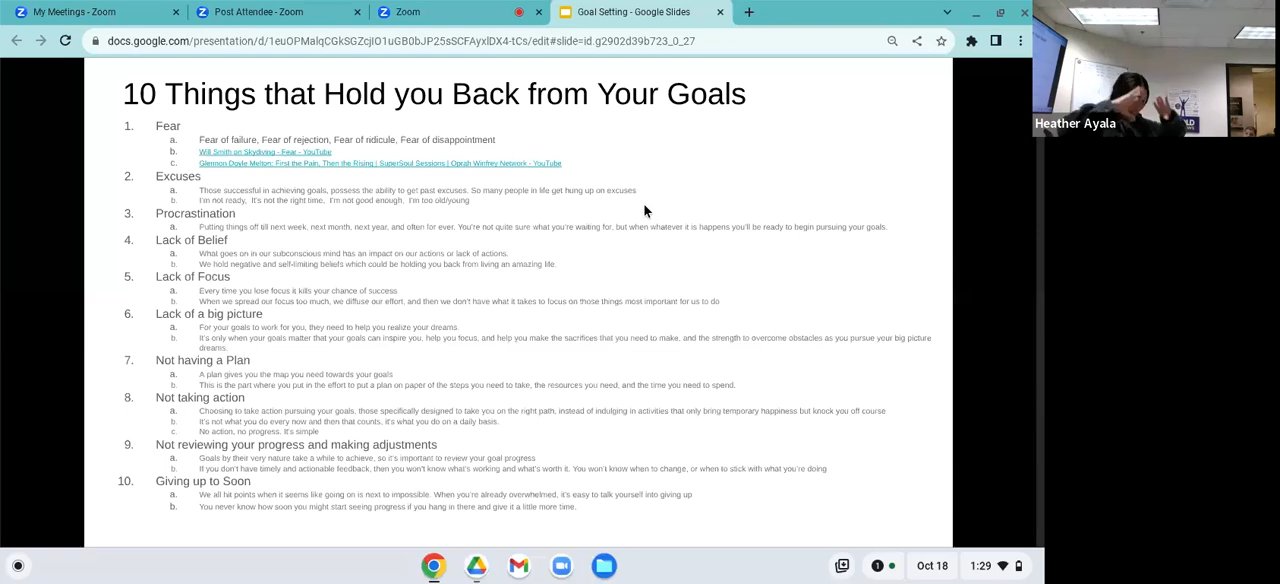 My Meetings - Zoom
Post Attendee - Zoom
Zoom
Goal Setting - Google Slides
docs.google.com/presentation/d/1euOPMalqCGkSGZcjIO1uGB0bJP25sSCFAyxlDX4-tCs/edit#slide=id.g2902d39b723_0_27
Heather Ayala
10 Things that Hold you Back from Your Goals
1. Fear
a. Fear of failure, Fear of rejection, Fear of ridicule, Fear of disappointment
b. Will Smith on Skydiving - Fear - YouTube
c. Glennon Doyle Melton: First the Pain, Then the Rising | SuperSoul Sessions | Oprah Winfrey Network - YouTube
2. Excuses
a. Those successful in achieving goals, possess the ability to get past excuses. So many people in life get hung up on excuses
b. I'm not ready, It's not the right time, I'm not good enough, I'm too old/young
3. Procrastination
a. Putting things off till next week, next month, next year, and often for ever. You're not quite sure what you're waiting for, but when whatever it is happens you'll be ready to begin pursuing your goals.
4. Lack of Belief
a. What goes on in our subconscious mind has an impact on our actions or lack of actions.
b. We hold negative and self-limiting beliefs which could be holding you back from living an amazing life.
5. Lack of Focus
a. Every time you lose focus it kills your chance of success
b. When we spread our focus too much, we diffuse our effort, and then we don't have what it takes to focus on those things most important for us to do
6. Lack of a big picture
a. For your goals to work for you, they need to help you realize your dreams.
b. It's only when your goals matter that your goals can inspire you, help you focus, and help you make the sacrifices that you need to make, and the strength to overcome obstacles as you pursue your big picture
dreams.
7. Not having a Plan
a. A plan gives you the map you need towards your goals
b. This is the part where you put in the effort to put a plan on paper of the steps you need to take, the resources you need, and the time you need to spend.
8. Not taking action
a. Choosing to take action pursuing your goals, those specifically designed to take you on the right path, instead of indulging in activities that only bring temporary happiness but knock you off course
b. It's not what you do every now and then that counts, it's what you do on a daily basis.
c. No action, no progress. It's simple
9. Not reviewing your progress and making adjustments
a. Goals by their very nature take a while to achieve, so it's important to review your goal progress
b. If you don't have timely and actionable feedback, then you won't know what's working and what's worth it. You won't know when to change, or when to stick with what you're doing
10. Giving up to Soon
a. We all hit points when it seems like going on is next to impossible. When you're already overwhelmed, it's easy to talk yourself into giving up
b. You never know how soon you might start seeing progress if you hang in there and give it a little more time.
1
Oct 18
1:29